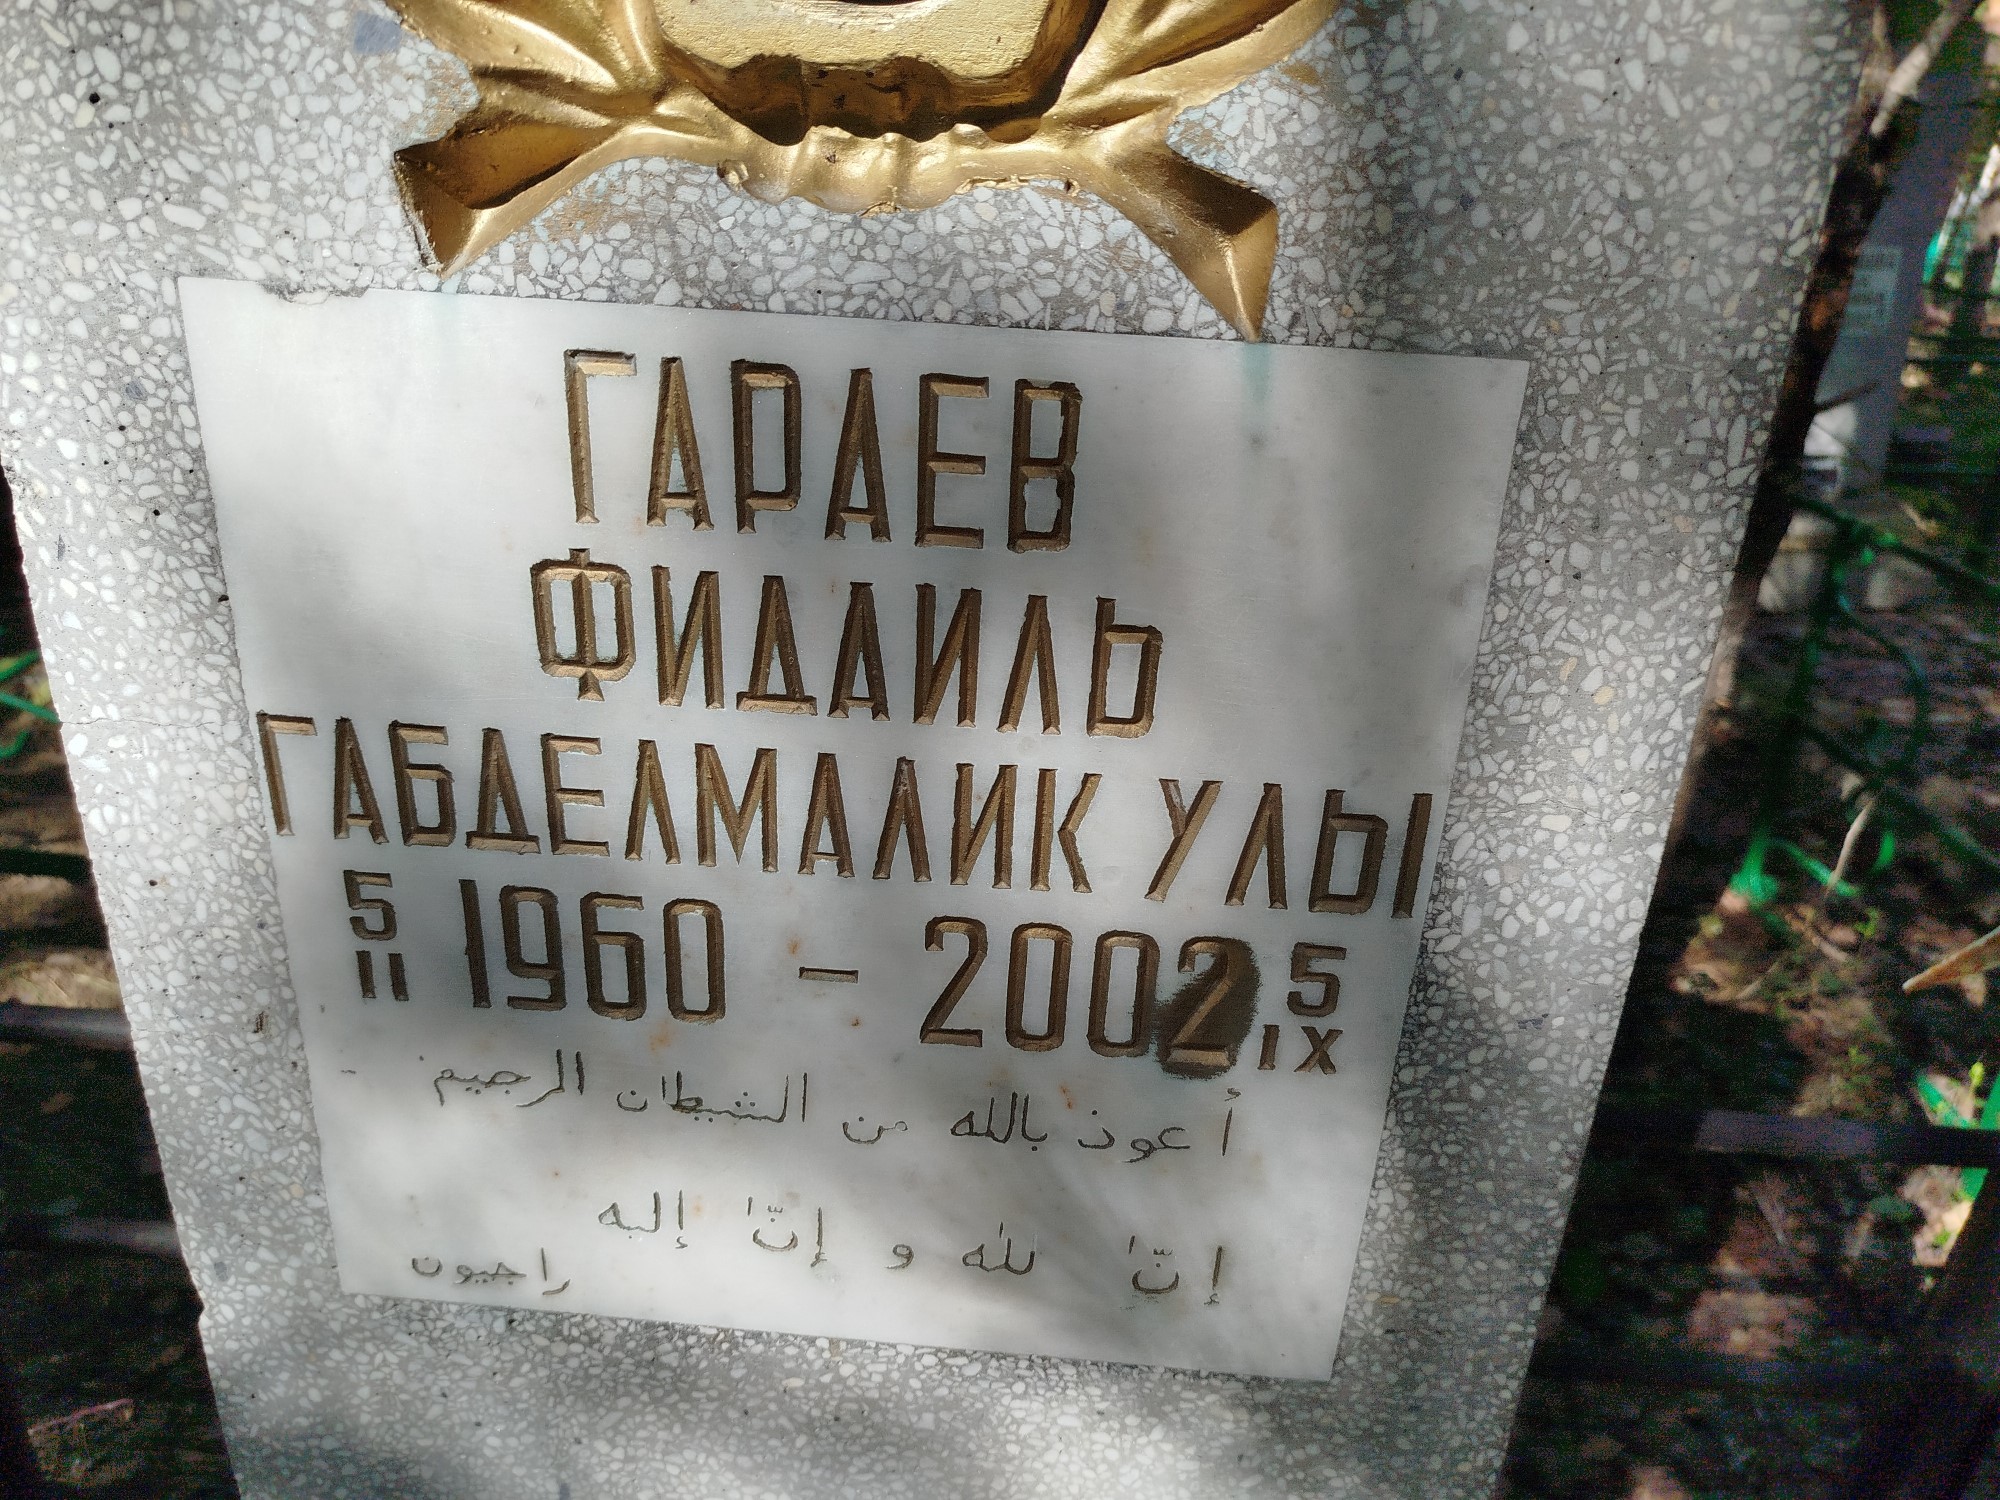 ГАРАЕВ
ФИДАИЛЬ
ГАБДЕЛМАЛИК УЛЫ
5 II 1960 - 2002 5 IX
أعوذ بالله من الشيطان الرجيم
إنّا لله و إنّا إليه
راجيون